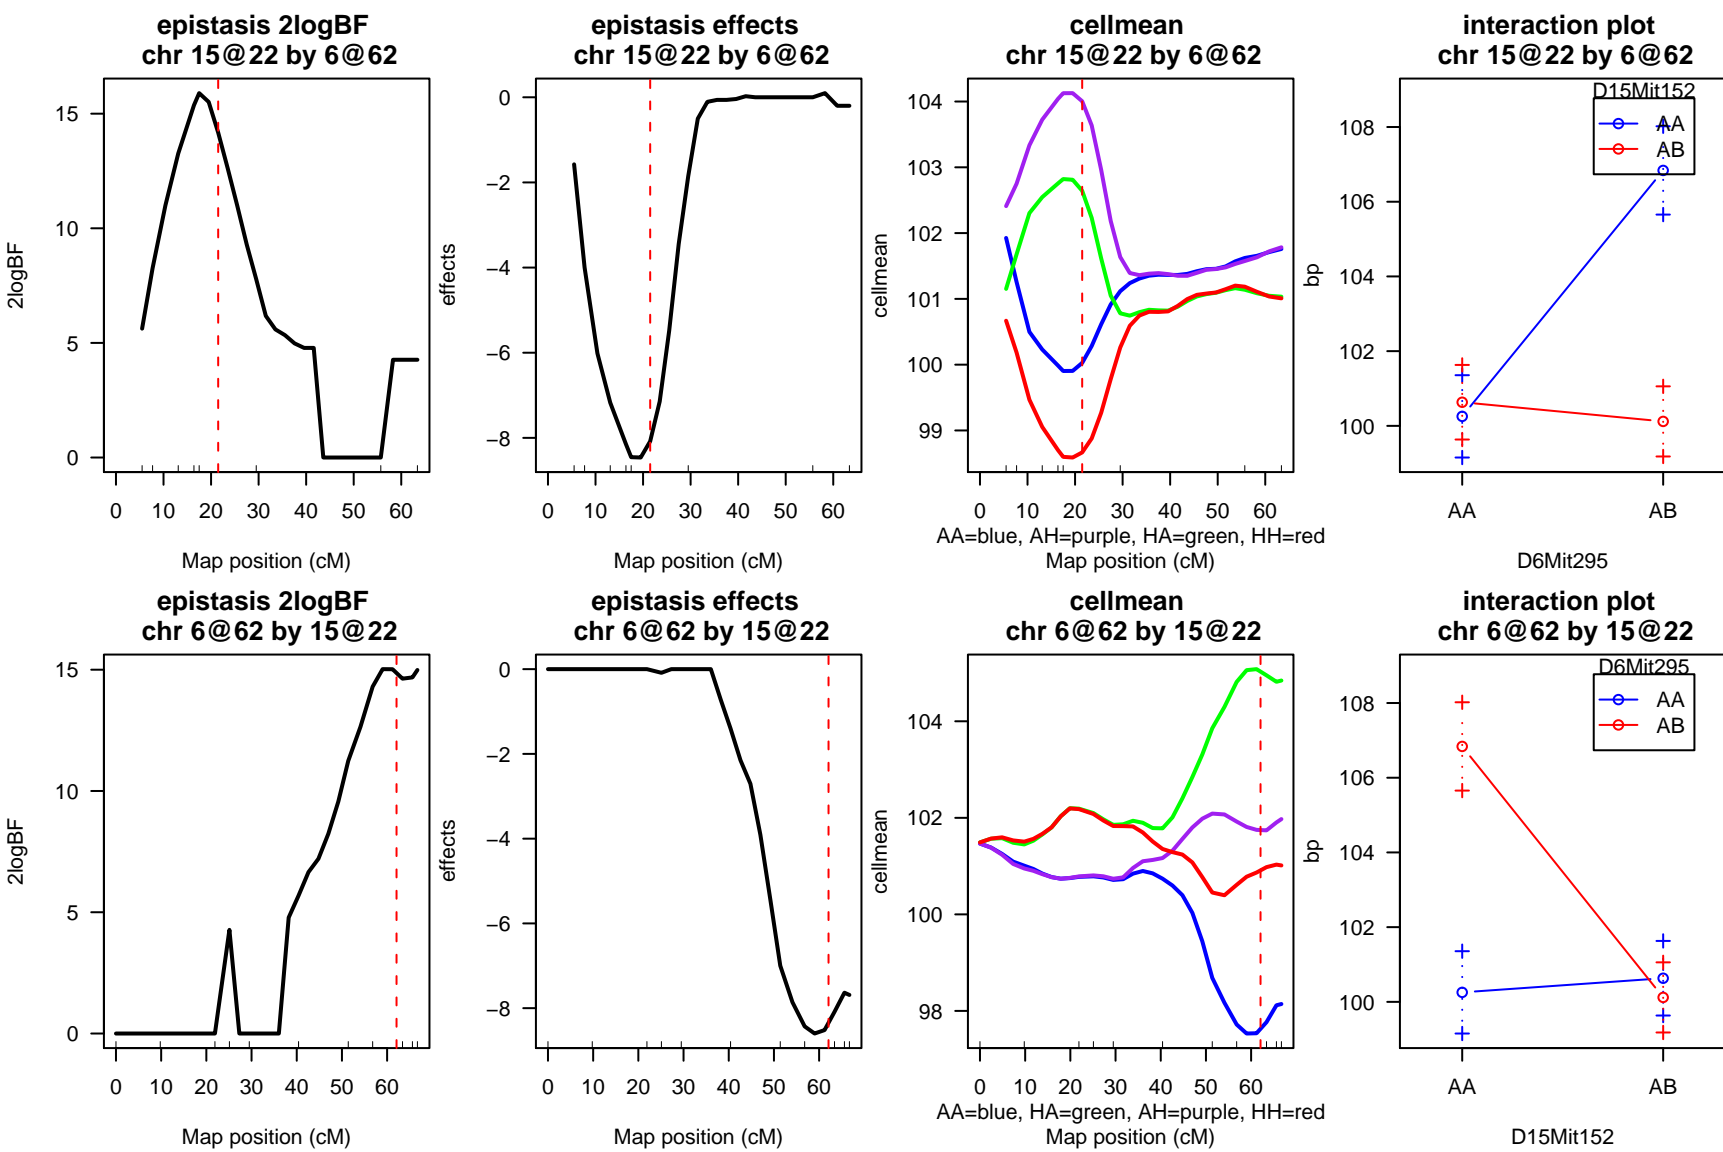 epistasis 2logBF
chr 15@22 by 6@62
2logBF
15
10
5
0
0 10 20 30 40 50 60
Map position (cM)
epistasis effects
chr 15@22 by 6@62
effects
0
−2
−4
−6
−8
0 10 20 30 40 50 60
Map position (cM)
cellmean
chr 15@22 by 6@62
cellmean
104
103
102
101
100
99
0 10 20 30 40 50 60
AA=blue, AH=purple, HA=green, HH=red
Map position (cM)
interaction plot
chr 15@22 by 6@62
bp
108
106
104
102
100
D15Mit152
AA
AB
AA AB
D6Mit295
epistasis 2logBF
chr 6@62 by 15@22
2logBF
15
10
5
0
0 10 20 30 40 50 60
Map position (cM)
epistasis effects
chr 6@62 by 15@22
effects
0
−2
−4
−6
−8
0 10 20 30 40 50 60
Map position (cM)
cellmean
chr 6@62 by 15@22
cellmean
104
102
100
98
0 10 20 30 40 50 60
AA=blue, HA=green, AH=purple, HH=red
Map position (cM)
interaction plot
chr 6@62 by 15@22
bp
108
106
104
102
100
D6Mit295
AA
AB
AA AB
D15Mit152